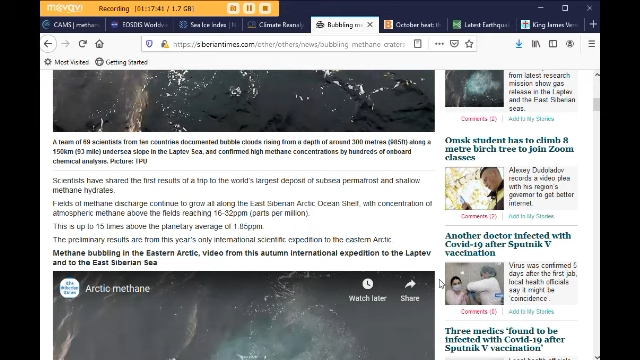 movavi Recording 01:17:41 / 1.7 GB
CAMS | methane
EOSDIS Worldvi
Sea Ice Index |
Climate Reanaly
Bubbling me
October heat: th
Latest Earthquak
King James Vers
https://siberiantimes.com/other/others/news/bubbling-methane-craters
Most Visited Getting Started
A team of 69 scientists from ten countries documented bubble clouds rising from a depth of around 300 metres (985ft) along a
150km (93 mile) undersea slope in the Laptev Sea, and confirmed high methane concentrations by hundreds of onboard
chemical analysis. Picture: TPU
Scientists have shared the first results of a trip to the world's largest deposit of subsea permafrost and shallow
methane hydrates.
Fields of methane discharge continue to grow all along the East Siberian Arctic Ocean Shelf, with concentration of
atmospheric methane above the fields reaching 16-32ppm (parts per million).
This is up to 15 times above the planetary average of 1.85ppm.
The preliminary results are from this year's only international scientific expedition to the eastern Arctic.
Methane bubbling in the Eastern Arctic, video from this autumn international expedition to the Laptev
and to the East Siberian Sea
Arctic methane
Watch later
Share
from latest research
mission show gas
release in the Laptev
and the East Siberian
seas.
Comments (2) Add to My Stories
Omsk student has to climb 8
metre birch tree to join Zoom
classes
Alexey Dudoladov
records a video plea
with his region's
governor to get better
internet.
Comments (2) Add to My Stories
Another doctor infected with
Covid-19 after Sputnik V
vaccination
Virus was confirmed 5
days after the first jab,
local health officials
say it might be
'coincidence'.
Comments (0) Add to My Stories
Three medics 'found to be
infected with Covid-19 after
Sputnik V vaccination'